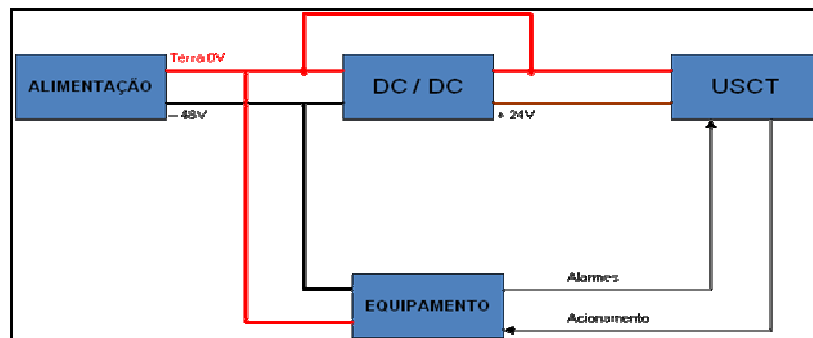 Terra 0V
ALIMENTAÇÃO
DC / DC
USCT
– 48V
+ 24V
Alarmes
EQUIPAMENTO
Acionamento